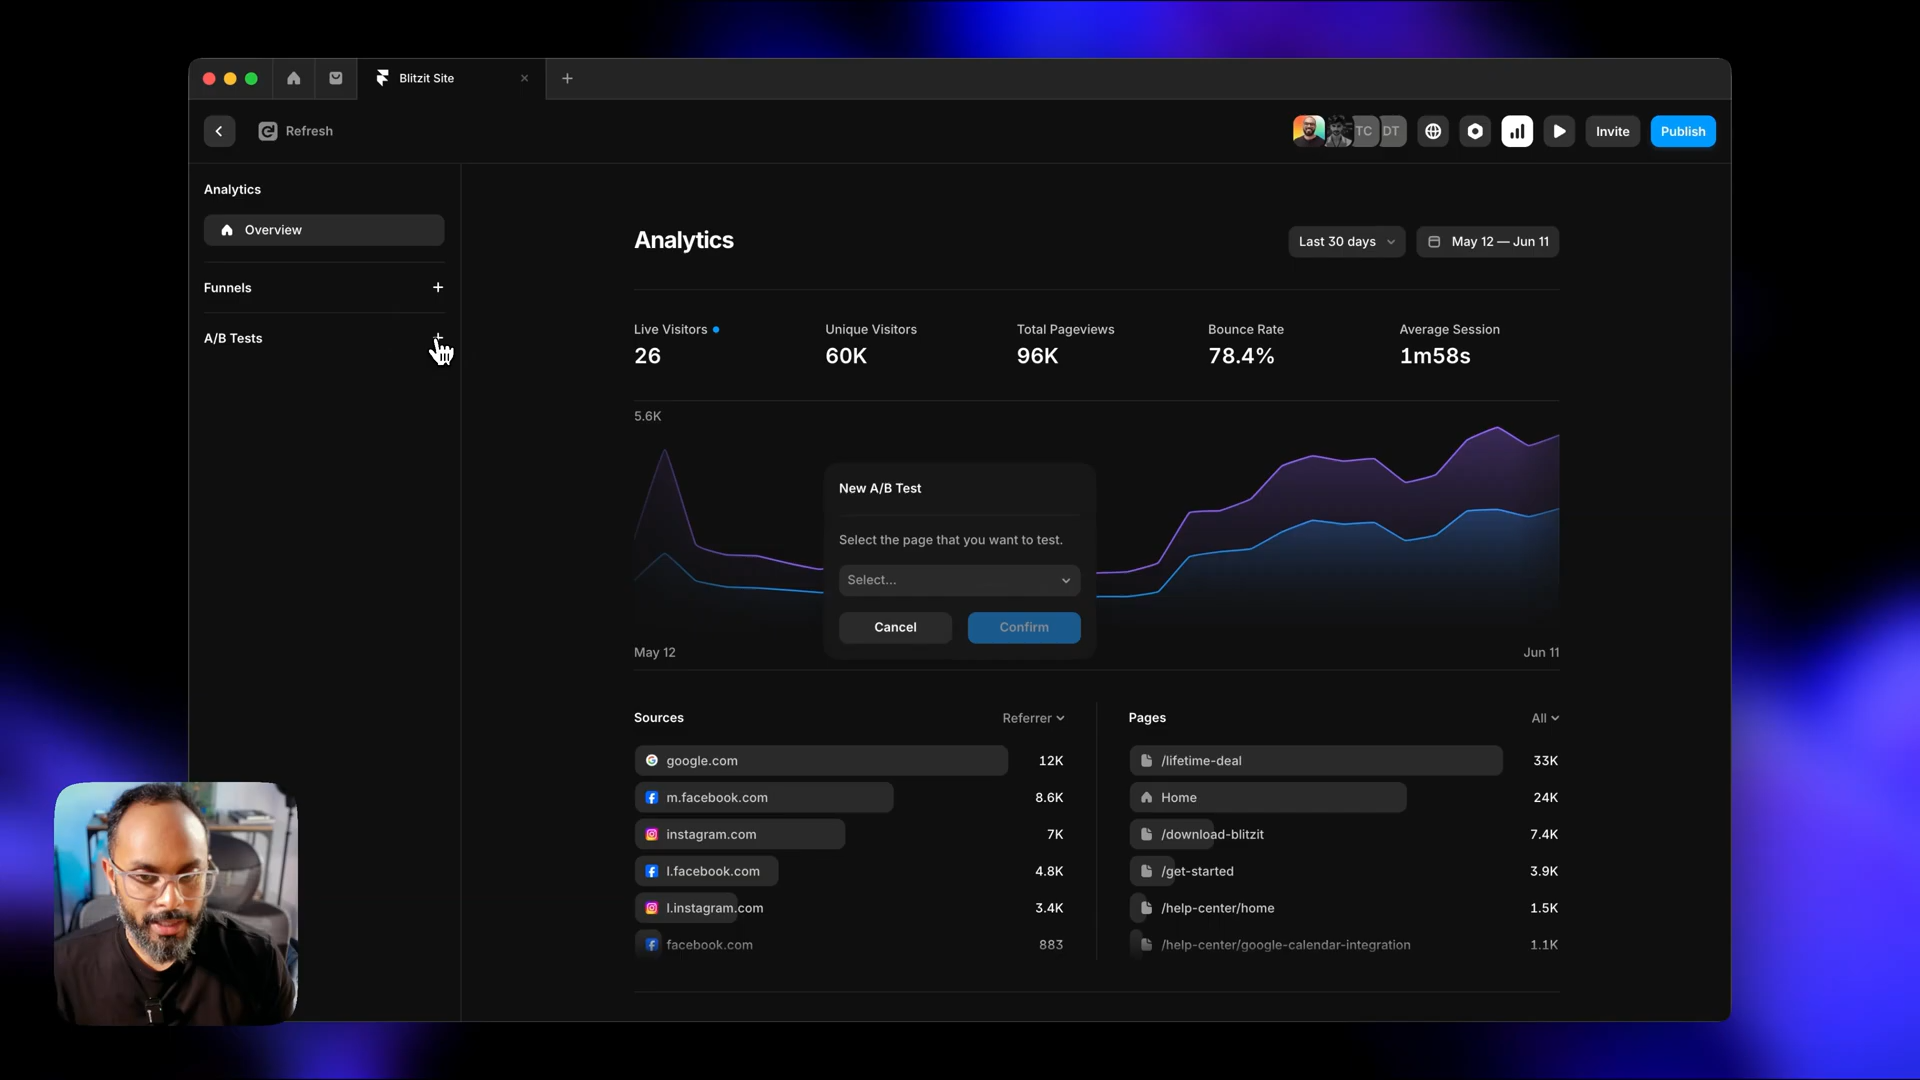 Blitzit Site
Refresh
TC
DT
Invite
Publish
Analytics
Overview
Funnels
A/B Tests
Analytics
Last 30 days
May 12 — Jun 11
Live Visitors
26
Unique Visitors
60K
Total Pageviews
96K
Bounce Rate
78.4%
Average Session
1m58s
5.6K
New A/B Test
Select the page that you want to test.
Select...
Cancel
Confirm
May 12
Jun 11
Sources
Referrer
google.com 12K
m.facebook.com 8.6K
instagram.com 7K
l.facebook.com 4.8K
l.instagram.com 3.4K
facebook.com 883
Pages
All
/lifetime-deal 33K
Home 24K
/download-blitzit 7.4K
/get-started 3.9K
/help-center/home 1.5K
/help-center/google-calendar-integration 1.1K